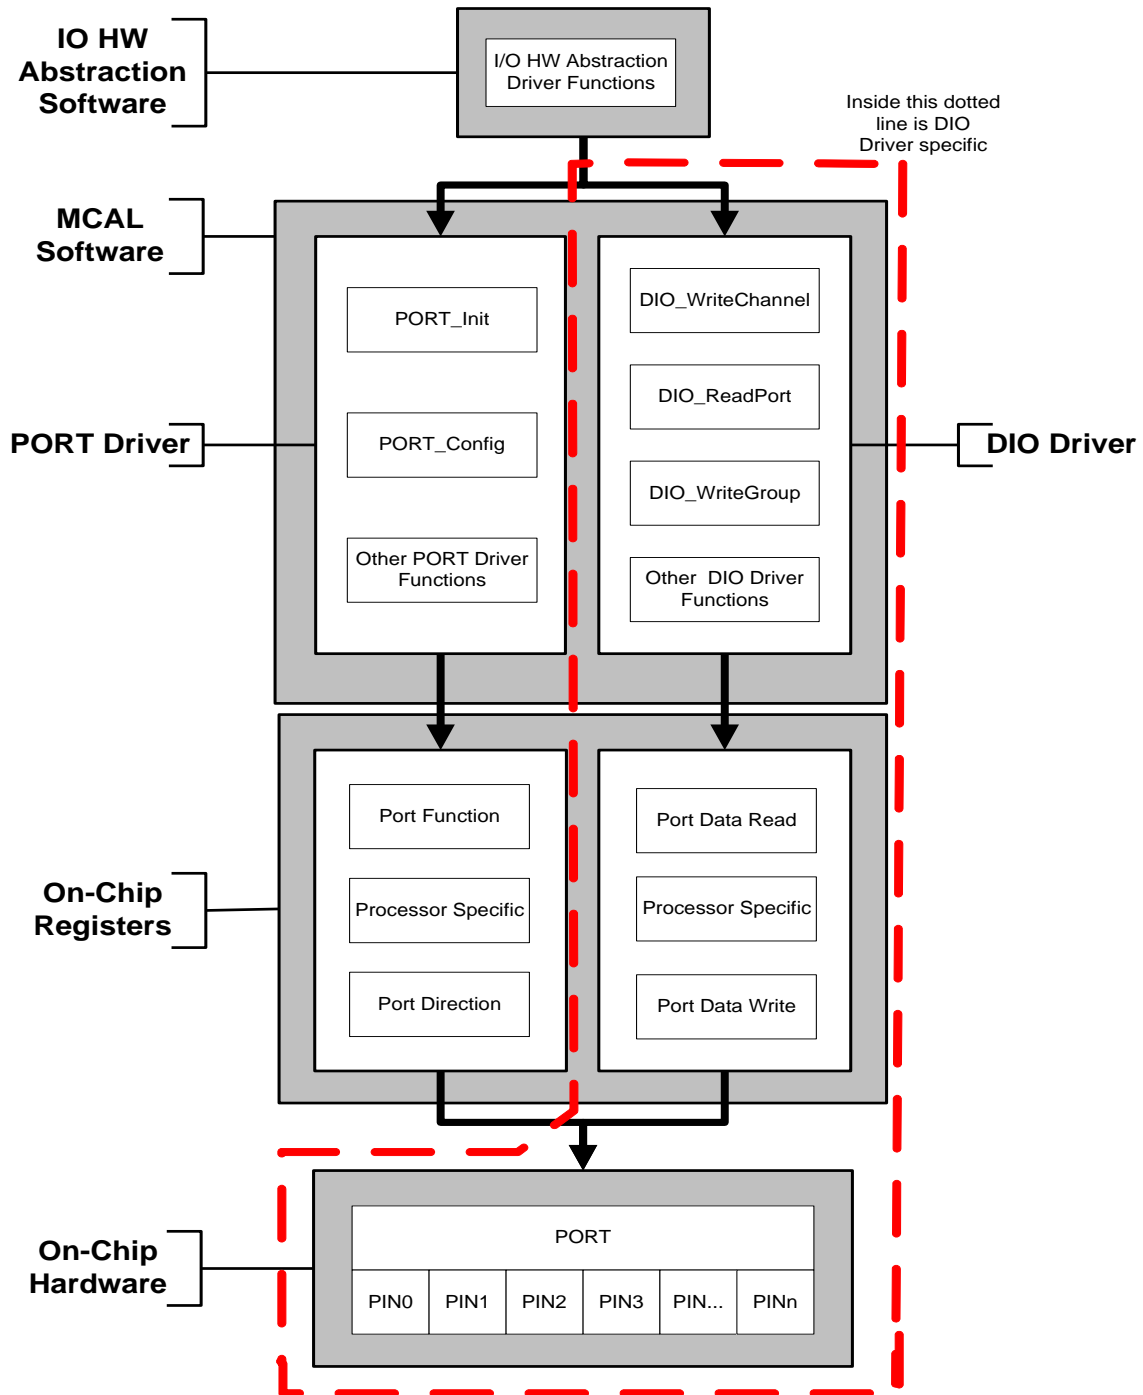 IO HW
Abstraction
Software
I/O HW Abstraction
Driver Functions
Inside this dotted
line is DIO
Driver specific
MCAL
Software
PORT_Init
DIO_WriteChannel
DIO_ReadPort
PORT Driver
PORT_Config
DIO Driver
DIO_WriteGroup
Other PORT Driver
Functions
Other DIO Driver
Functions
Port Function
Port Data Read
On-Chip
Registers
Processor Specific
Processor Specific
Port Direction
Port Data Write
On-Chip
Hardware
PORT
PIN0 PIN1 PIN2 PIN3 PIN... PINn